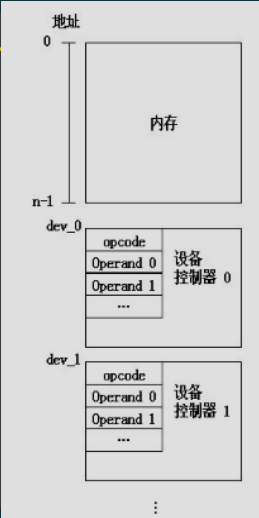 地址
0
内存
n-1
dev_0
opcode
Operand 0
Operand 1
...
设备
控制器 0
dev_1
opcode
Operand 0
Operand 1
...
设备
控制器 1
⋮